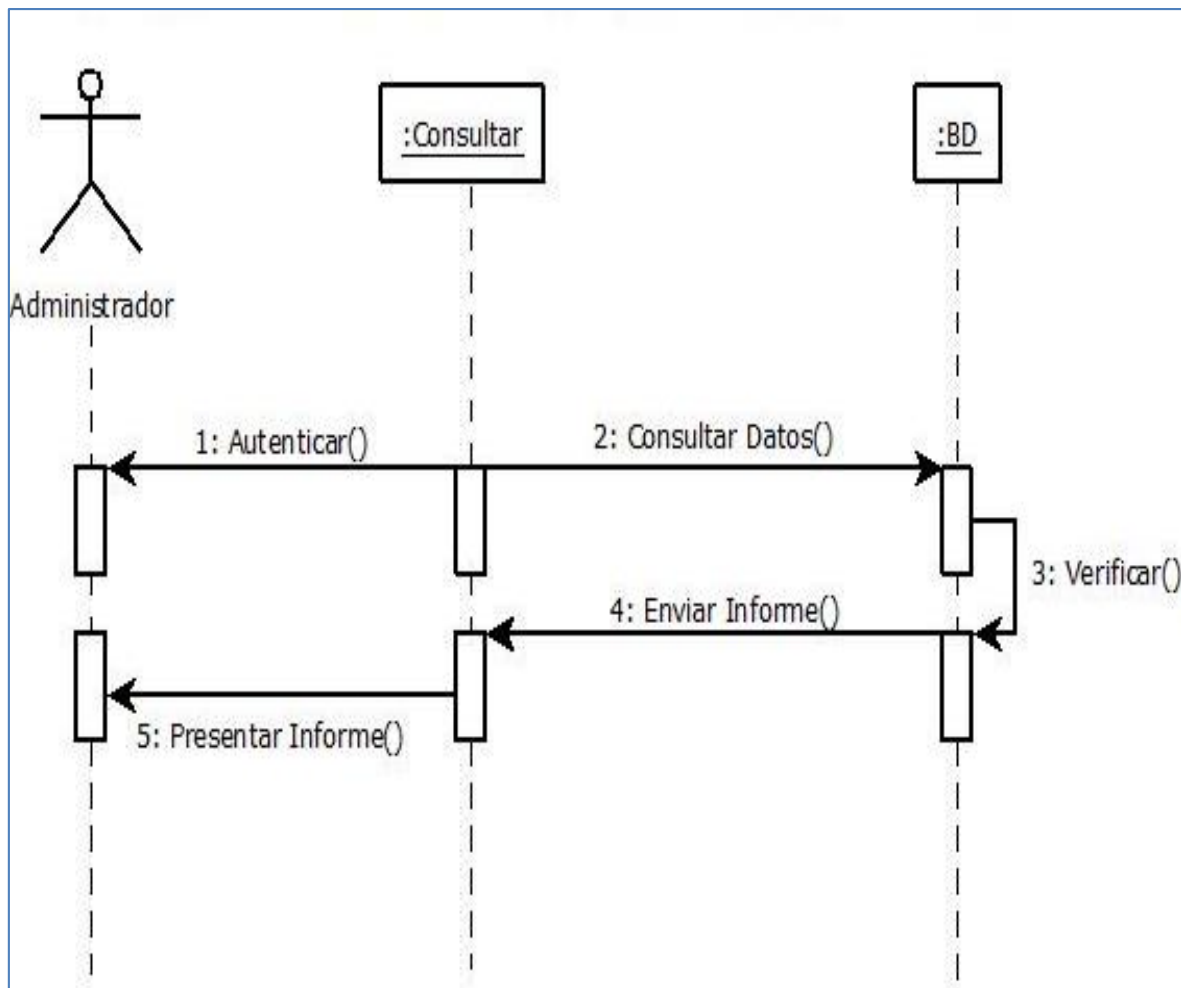 :Consultar
:BD
Administrador
1: Autenticar()
2: Consultar Datos()
3: Verificar()
4: Enviar Informe()
5: Presentar Informe()